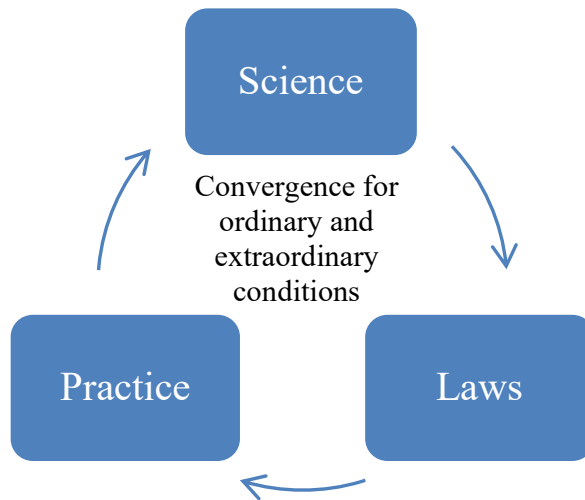 Science
Convergence for
ordinary and
extraordinary
conditions
Practice
Laws